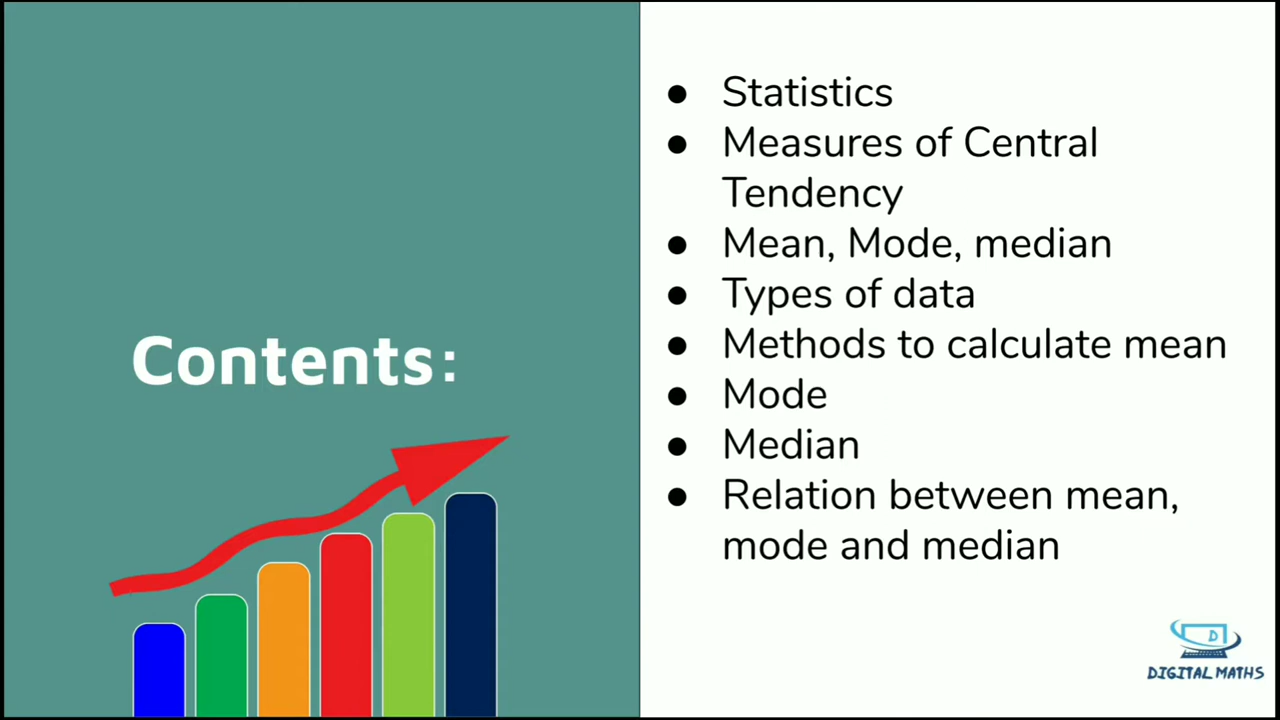 Contents:
● Statistics
● Measures of Central
Tendency
● Mean, Mode, median
● Types of data
● Methods to calculate mean
● Mode
● Median
● Relation between mean,
mode and median
D
DIGITAL MATHS